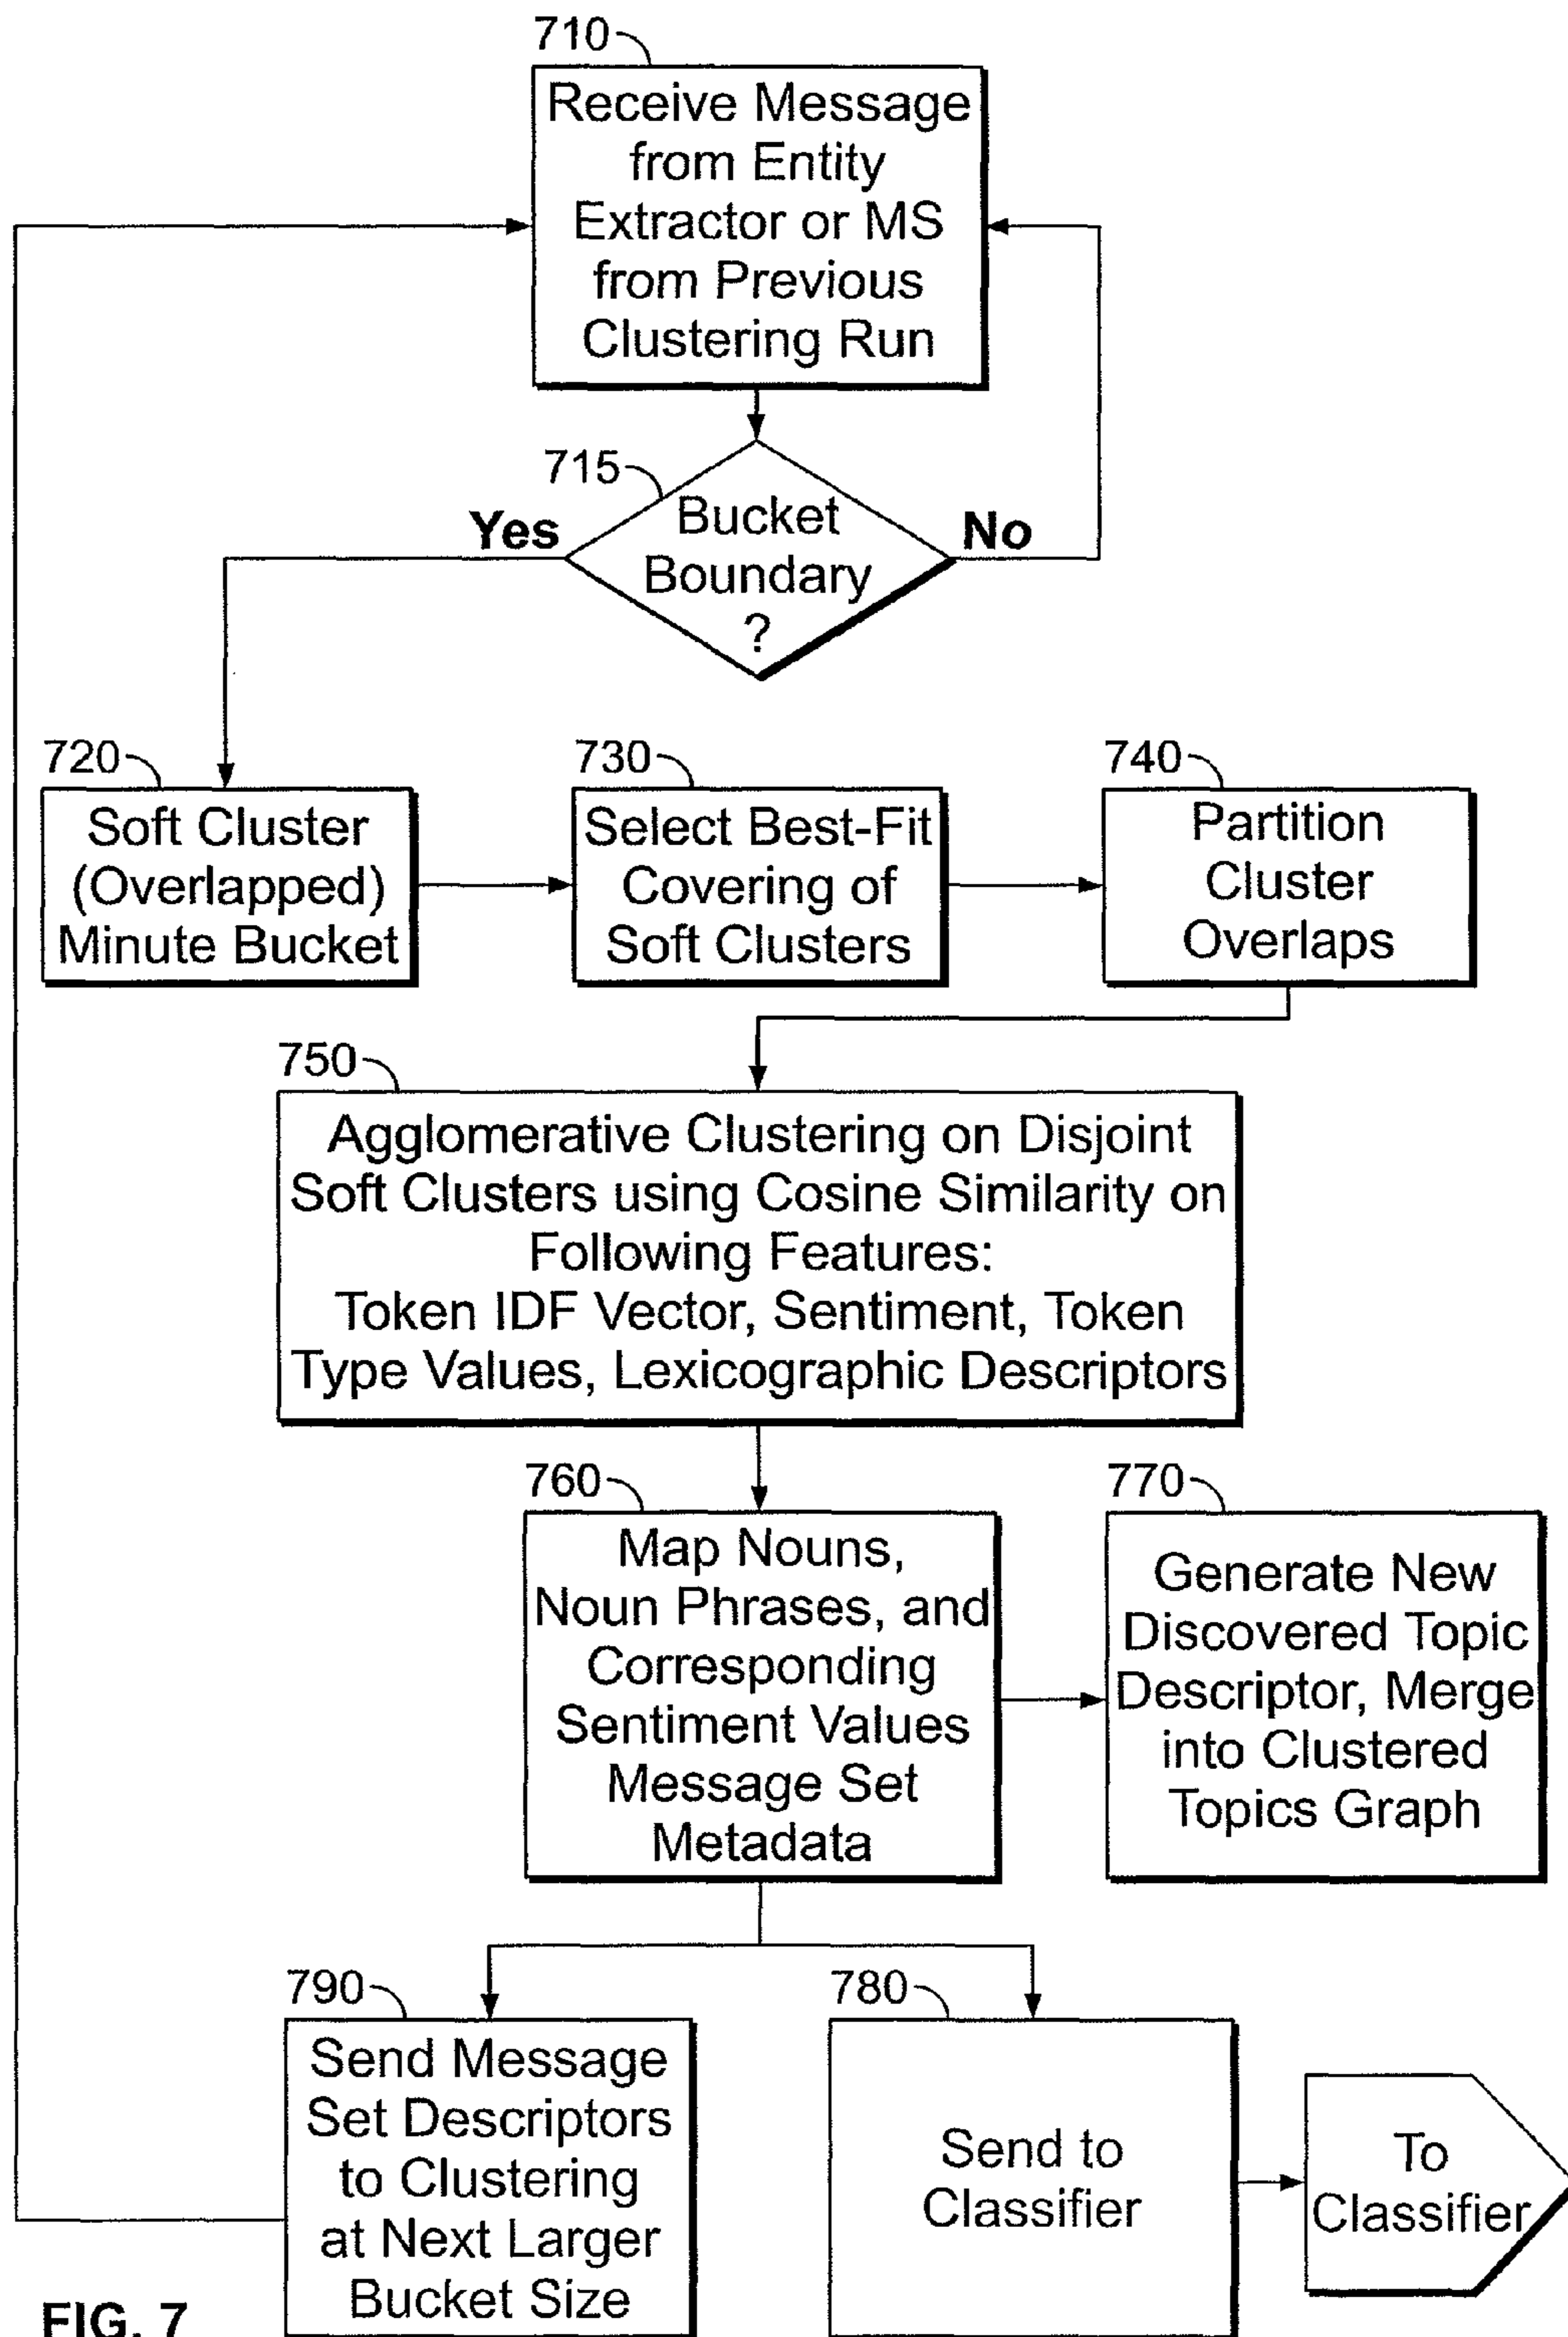 710
Receive Message
from Entity
Extractor or MS
from Previous
Clustering Run
715
Bucket
Boundary
?
Yes
No
720
Soft Cluster
(Overlapped)
Minute Bucket
730
Select Best-Fit
Covering of
Soft Clusters
740
Partition
Cluster
Overlaps
750
Agglomerative Clustering on Disjoint
Soft Clusters using Cosine Similarity on
Following Features:
Token IDF Vector, Sentiment, Token
Type Values, Lexicographic Descriptors
760
Map Nouns,
Noun Phrases, and
Corresponding
Sentiment Values
Message Set
Metadata
770
Generate New
Discovered Topic
Descriptor, Merge
into Clustered
Topics Graph
790
Send Message
Set Descriptors
to Clustering
at Next Larger
Bucket Size
780
Send to
Classifier
To
Classifier
FIG. 7